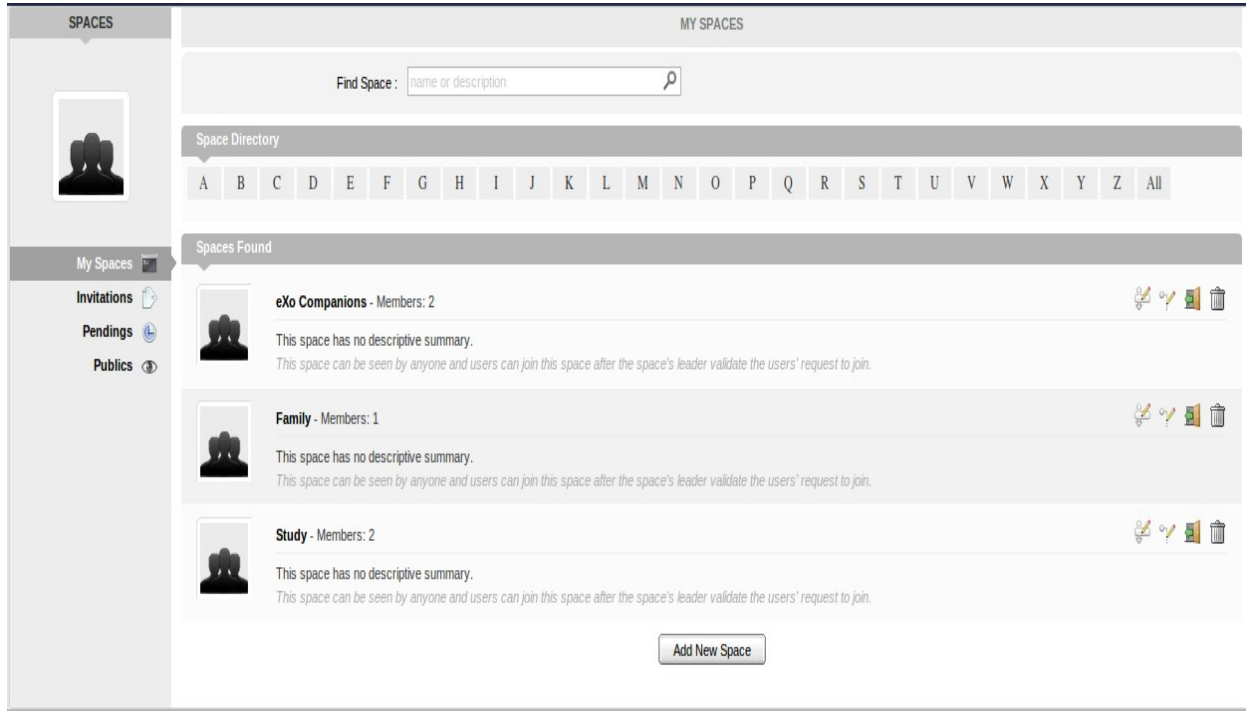 SPACES
MY SPACES
Find Space :
name or description
Space Directory
A B C D E F G H I J K L M N O P Q R S T U V W X Y Z All
Spaces Found
My Spaces
Invitations
Pendings
Publics
eXo Companions - Members: 2
This space has no descriptive summary.
This space can be seen by anyone and users can join this space after the space's leader validate the users' request to join.
Family - Members: 1
This space has no descriptive summary.
This space can be seen by anyone and users can join this space after the space's leader validate the users' request to join.
Study - Members: 2
This space has no descriptive summary.
This space can be seen by anyone and users can join this space after the space's leader validate the users' request to join.
Add New Space